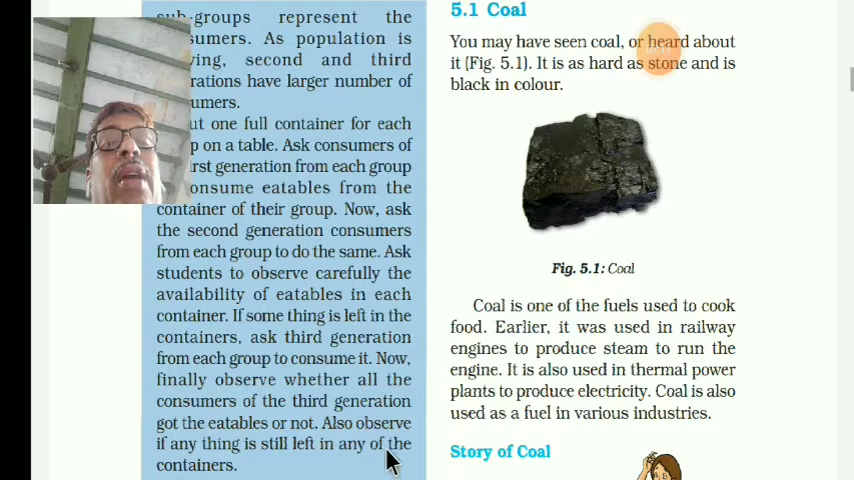 sub-groups represent the
sumers. As population is
ving, second and third
rations have larger number of
umers.
ut one full container for each
p on a table. Ask consumers of
rst generation from each group
onsume eatables from the
container of their group. Now, ask
the second generation consumers
from each group to do the same. Ask
students to observe carefully the
availability of eatables in each
container. If some thing is left in the
containers, ask third generation
from each group to consume it. Now,
finally observe whether all the
consumers of the third generation
got the eatables or not. Also observe
if any thing is still left in any of the
containers.
5.1 Coal
You may have seen coal, or heard about
it (Fig. 5.1). It is as hard as stone and is
black in colour.
Fig. 5.1: Coal
Coal is one of the fuels used to cook
food. Earlier, it was used in railway
engines to produce steam to run the
engine. It is also used in thermal power
plants to produce electricity. Coal is also
used as a fuel in various industries.
Story of Coal